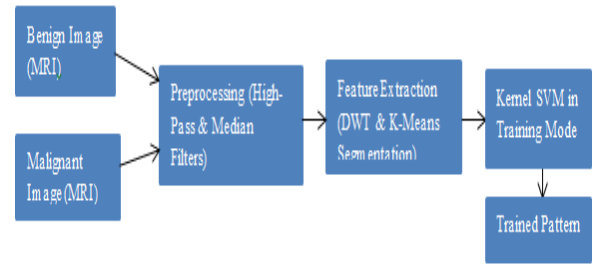 Benign Image
(MRI)
Malignant
Image (MRI)
Preprocessing (High-
Pass & Median
Filters)
Feature Extraction
(DWT & K-Means
Segmentation)
Kernel SVM in
Training Mode
Trained Pattern